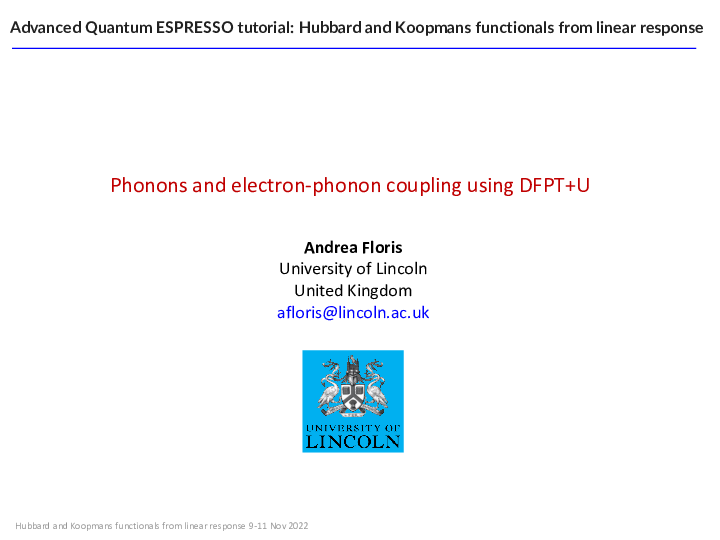 Advanced Quantum ESPRESSO tutorial: Hubbard and Koopmans functionals from linear response
Phonons and electron-phonon coupling using DFPT+U
Andrea Floris
University of Lincoln
United Kingdom
afloris@lincoln.ac.uk
UNIVERSITY OF
LINCOLN
Hubbard and Koopmans functionals from linear response 9-11 Nov 2022